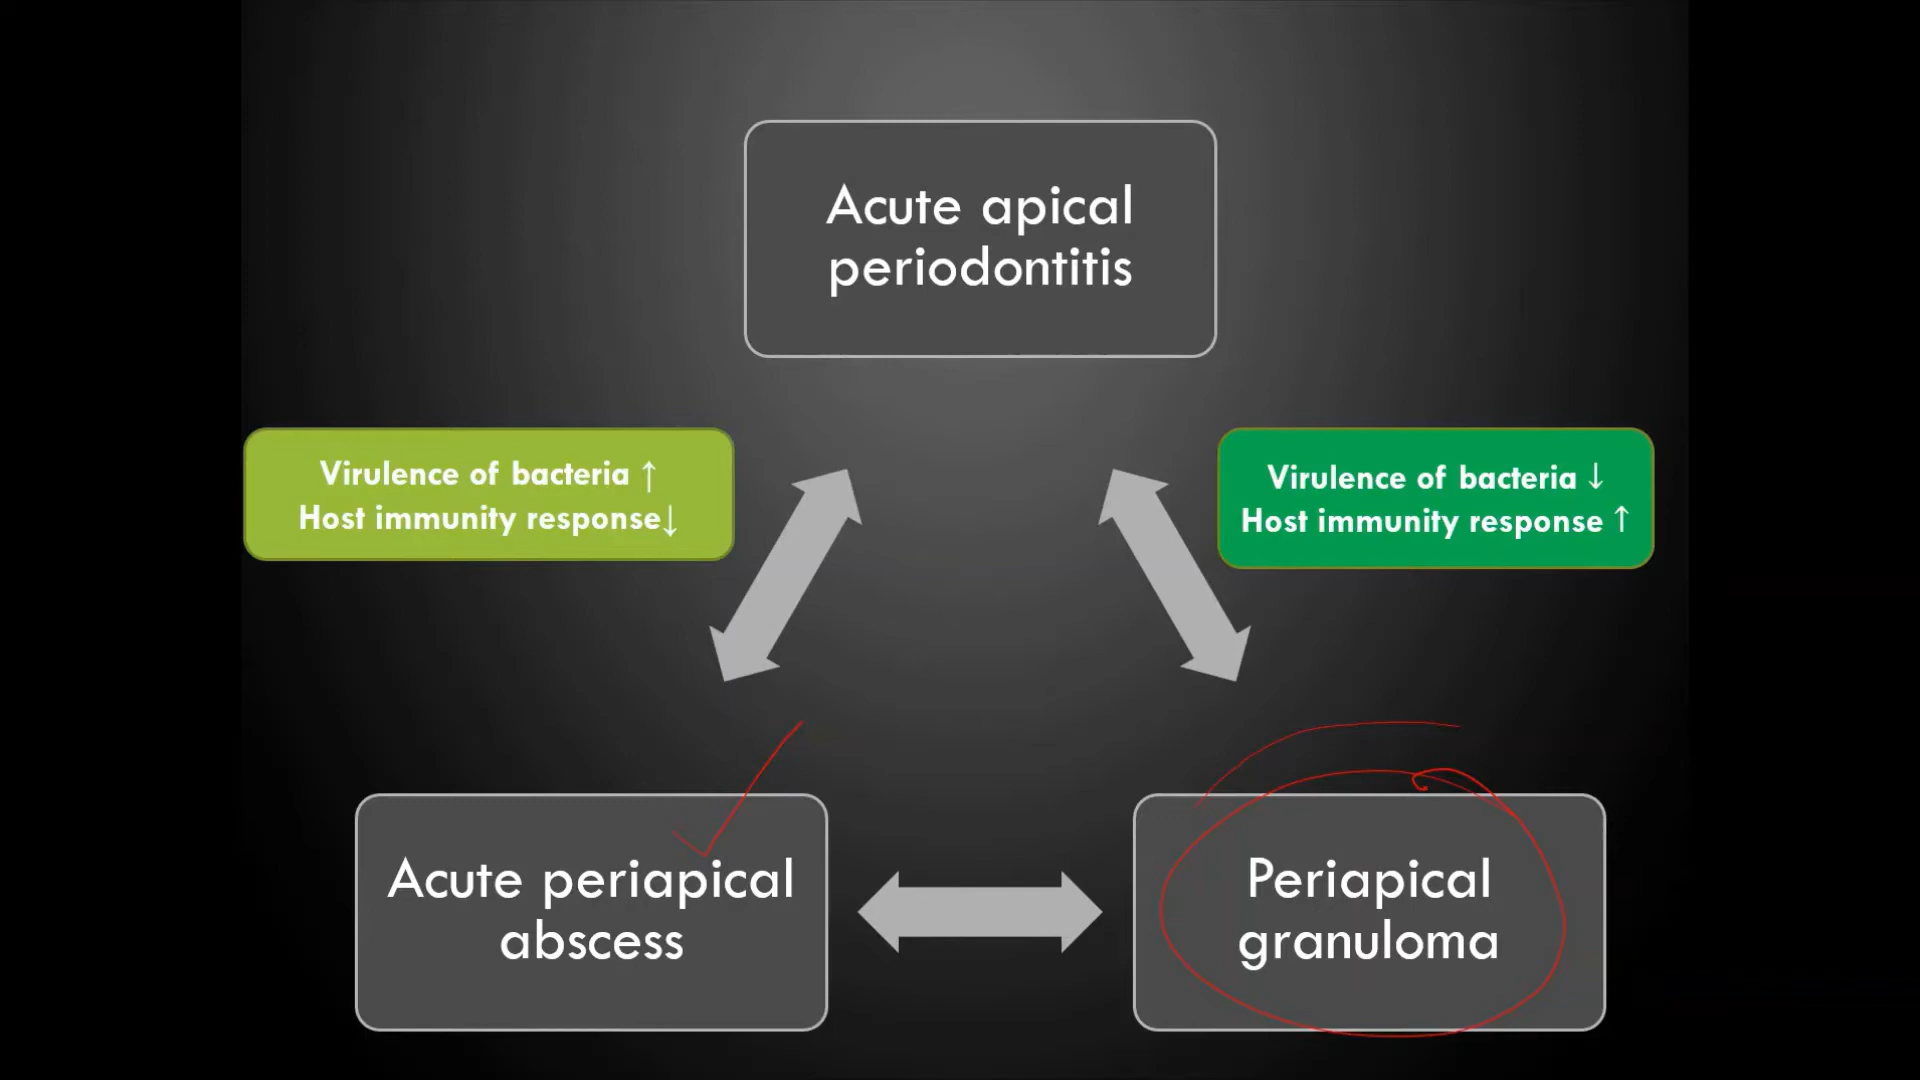 Acute apical
periodontitis
Virulence of bacteria ↑
Host immunity response↓
Virulence of bacteria ↓
Host immunity response ↑
Acute periapical
abscess
Periapical
granuloma